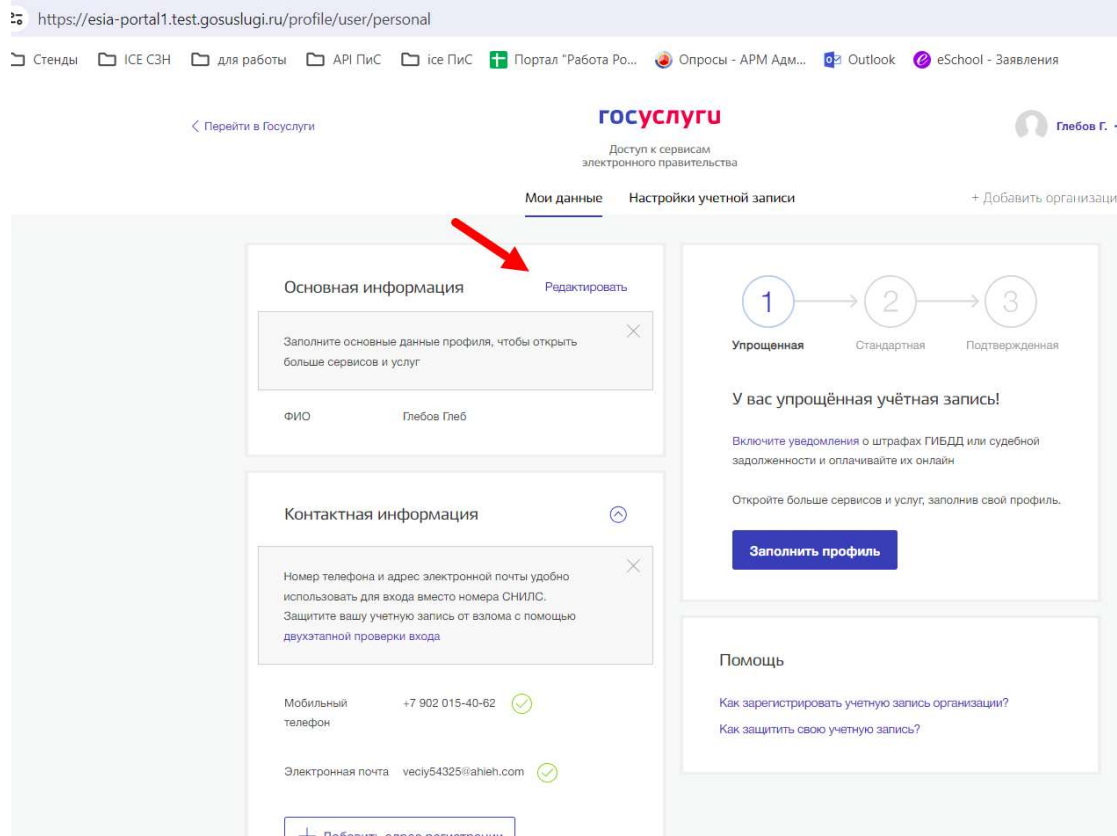 https://esia-portal1.test.gosuslugi.ru/profile/user/personal
Стенды ICE СЗН для работы API ПиС ice ПиС Портал "Работа Ро... Опросы - АРМ Адм... Outlook eSchool - Заявления
Перейти в Госуслуги
госуслуги
Доступ к сервисам
электронного правительства
Глебов Г.
Мои данные Настройки учетной записи + Добавить организаци
Основная информация Редактировать
Заполните основные данные профиля, чтобы открыть
больше сервисов и услуг
ФИО Глебов Глеб
Контактная информация
Номер телефона и адрес электронной почты удобно
использовать для входа вместо номера СНИЛС.
Защитите вашу учетную запись от взлома с помощью
двухэтапной проверки входа
Мобильный
телефон
+7 902 015-40-62
Электронная почта veciy54325@ahieh.com
+ Добавить адрес регистрации
1 2 3
Упрощенная Стандартная Подтвержденная
У вас упрощённая учётная запись!
Включите уведомления о штрафах ГИБДД или судебной
задолженности и оплачивайте их онлайн
Откройте больше сервисов и услуг, заполнив свой профиль.
Заполнить профиль
Помощь
Как зарегистрировать учетную запись организации?
Как защитить свою учетную запись?